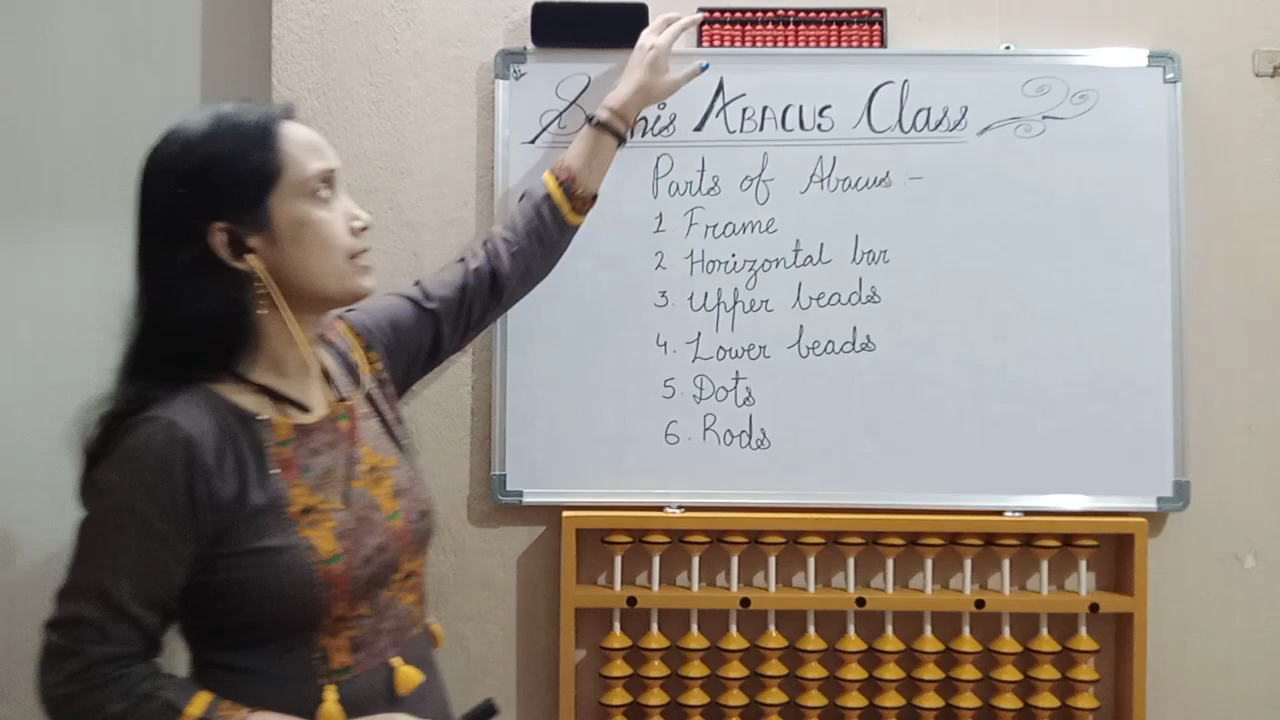 ABACUS Class
Parts of Abacus :-
1. Frame
2. Horizontal bar
3. Upper beads
4. Lower beads
5. Dots
6. Rods